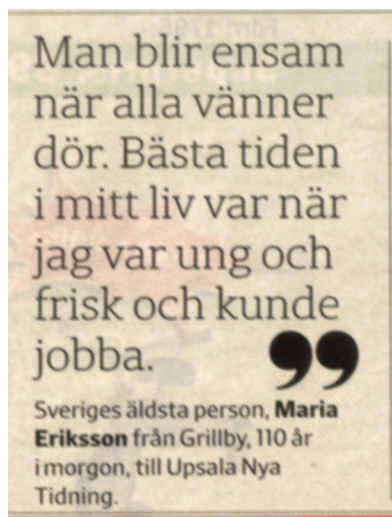 Man blir ensam
när alla vänner
dör. Bästa tiden
i mitt liv var när
jag var ung och
frisk och kunde
jobba. ”
Sveriges äldsta person, Maria
Eriksson från Grillby, 110 år
i morgon, till Upsala Nya
Tidning.